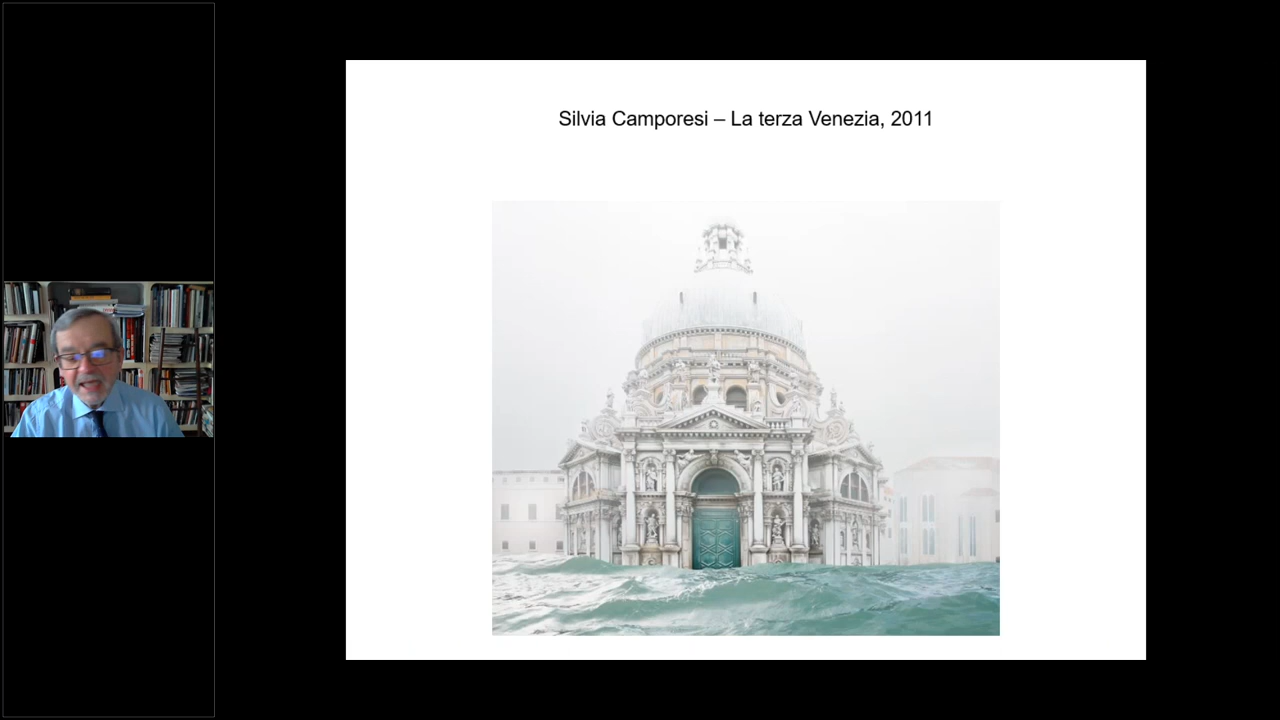 Silvia Camporesi – La terza Venezia, 2011